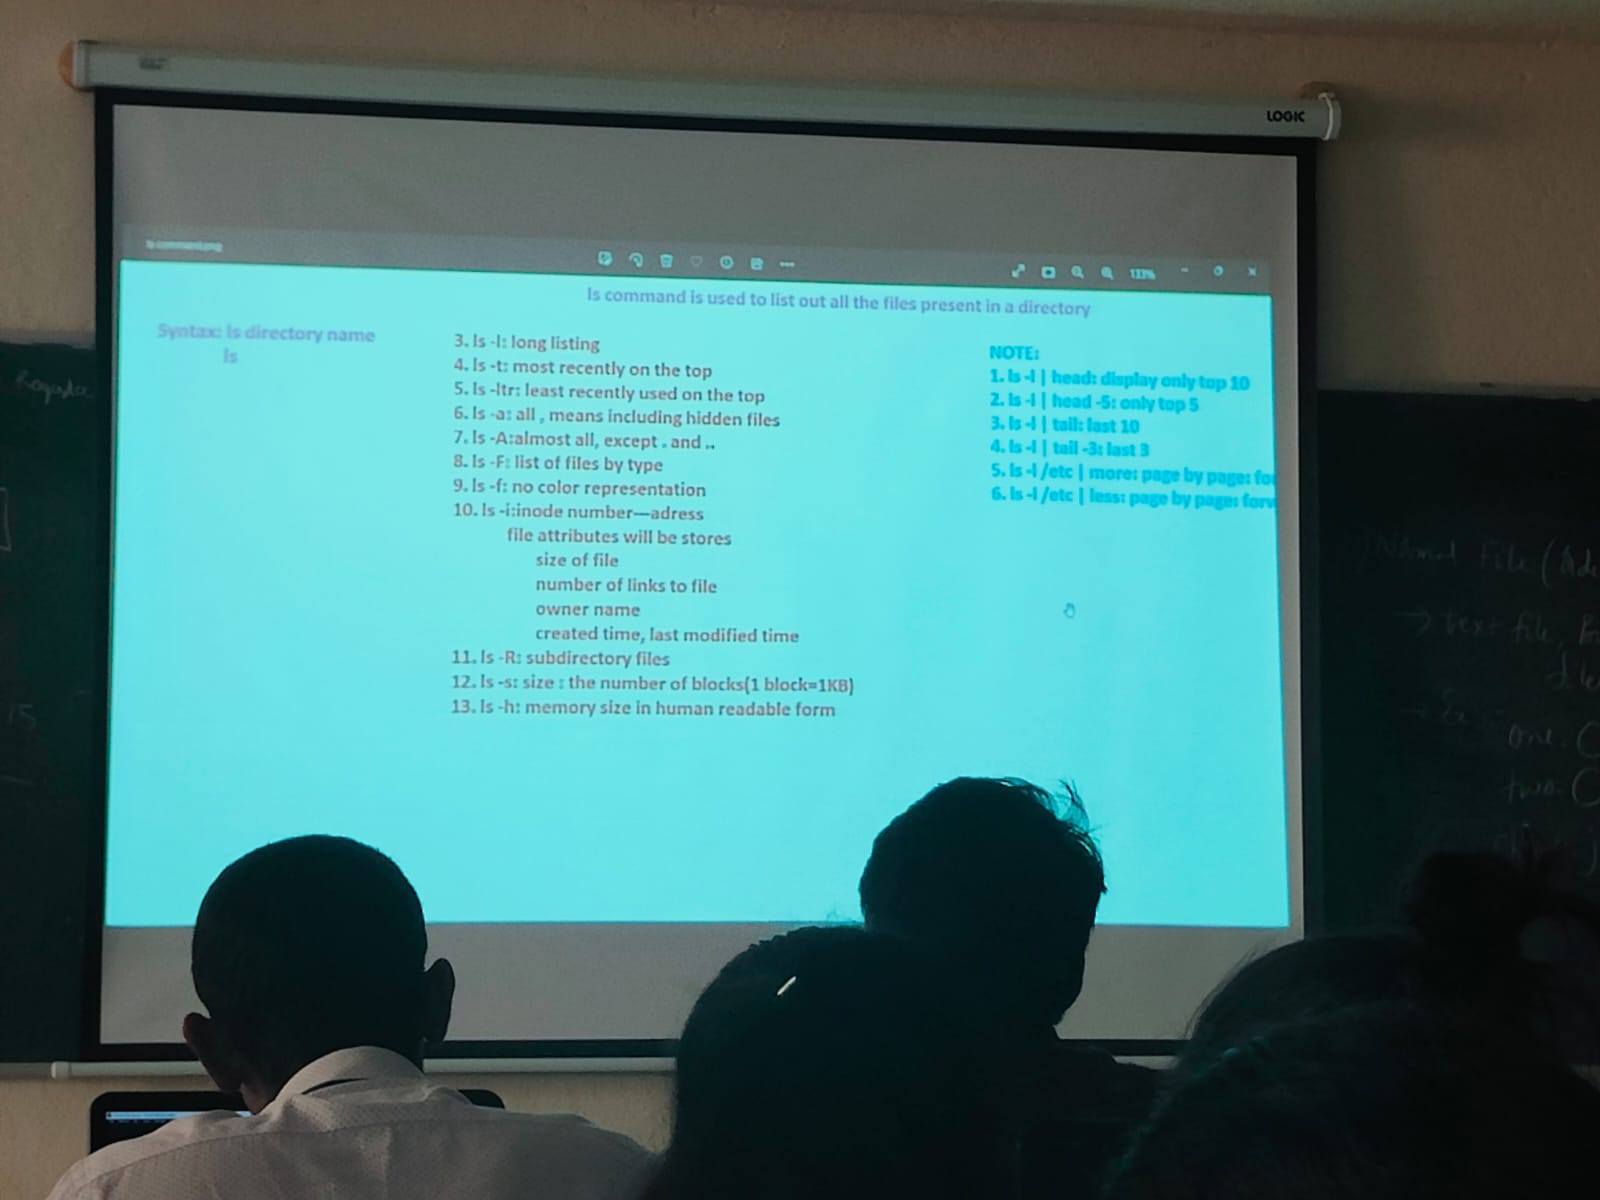 LOGIC
ls command.png
133%
ls command is used to list out all the files present in a directory
Syntax: ls directory name
ls
3. ls -l: long listing
4. ls -t: most recently on the top
5. ls -ltr: least recently used on the top
6. ls -a: all , means including hidden files
7. ls -A:almost all, except . and ..
8. ls -F: list of files by type
9. ls -f: no color representation
10. ls -i:inode number—adress
file attributes will be stores
size of file
number of links to file
owner name
created time, last modified time
11. ls -R: subdirectory files
12. ls -s: size : the number of blocks(1 block=1KB)
13. ls -h: memory size in human readable form
NOTE:
1. ls -l | head: display only top 10
2. ls -l | head -5: only top 5
3. ls -l | tail: last 10
4. ls -l | tail -3: last 3
5. ls -l /etc | more: page by page: for
6. ls -l /etc | less: page by page: forw
15
Normal File (
→ text file,
→ Ex
one. C
two. C